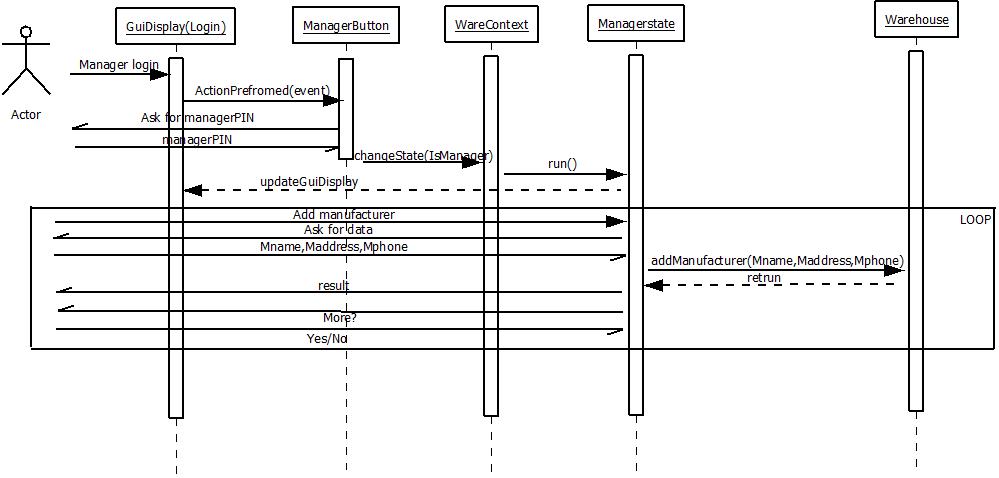 GuiDisplay(Login)
ManagerButton
WareContext
Managerstate
Warehouse
Actor
Manager login
ActionPrefromed(event)
Ask for managerPIN
managerPIN
changeState(IsManager)
run()
updateGuiDisplay
LOOP
Add manufacturer
Ask for data
Mname,Maddress,Mphone
addManufacturer(Mname,Maddress,Mphone)
retrun
result
More?
Yes/No